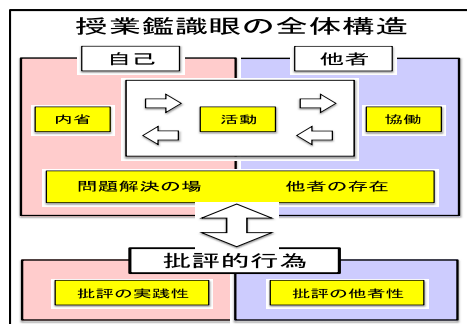 授業鑑識眼の全体構造
自己 他者
内省 活動 協働
問題解決の場 他者の存在
批評的行為
批評の実践性 批評の他者性